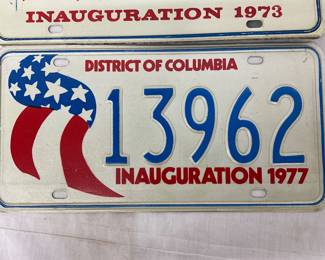 INAUGURATION 1973
DISTRICT OF COLUMBIA
13962
INAUGURATION 1977